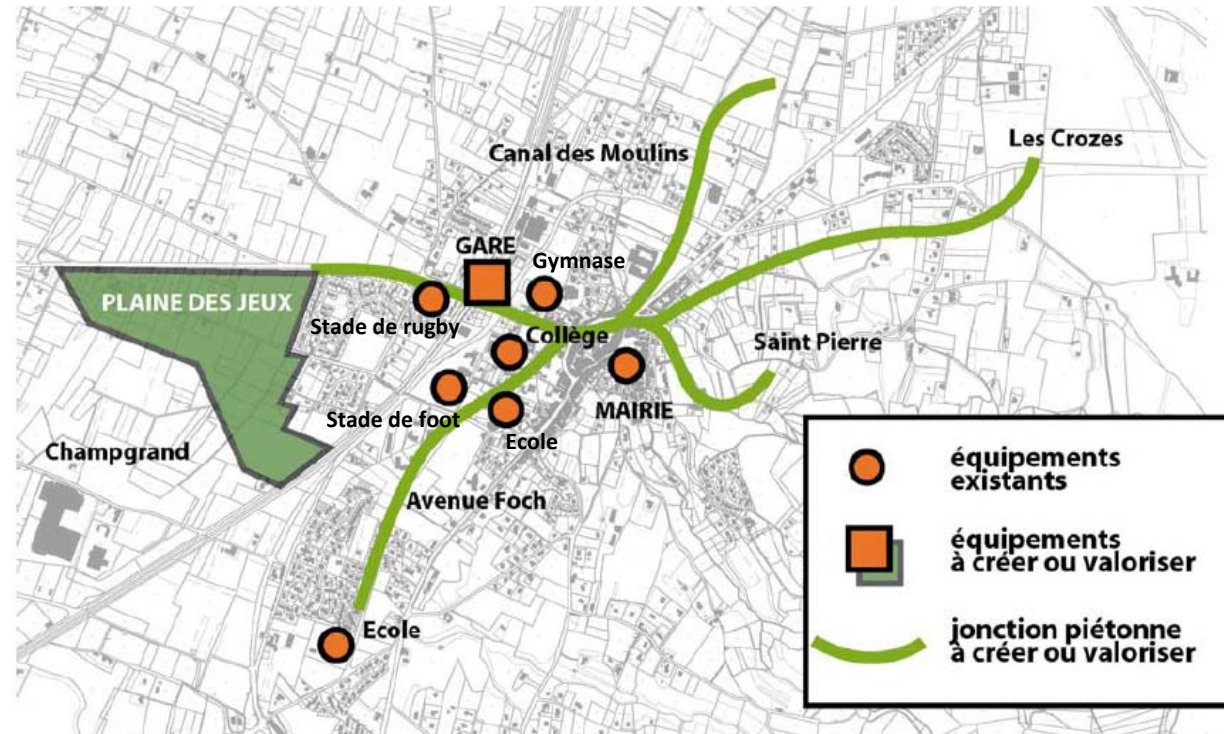 Les Crozes
Canal des Moulins
GARE
Gymnase
PLAINE DES JEUX
Stade de rugby
Collège
Saint Pierre
MAIRIE
Stade de foot
Ecole
Champgrand
Avenue Foch
Ecole
équipements
existants
équipements
à créer ou valoriser
jonction piétonne
à créer ou valoriser